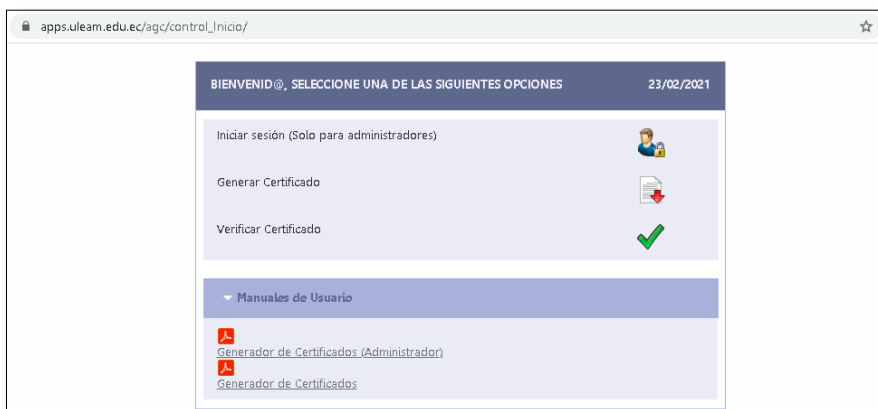 apps.uleam.edu.ec/agc/control_Inicio/
BIENVENID@, SELECCIONE UNA DE LAS SIGUIENTES OPCIONES 23/02/2021
Iniciar sesión (Solo para administradores)
Generar Certificado
Verificar Certificado
Manuales de Usuario
Generador de Certificados (Administrador)
Generador de Certificados